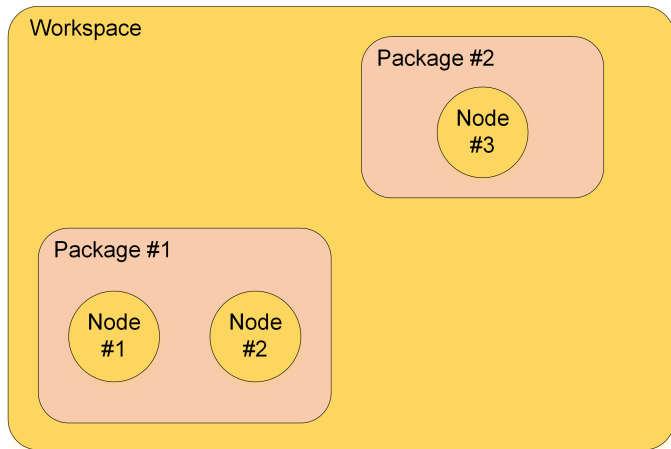 Workspace
Package #2
Node
#3
Package #1
Node
#1
Node
#2